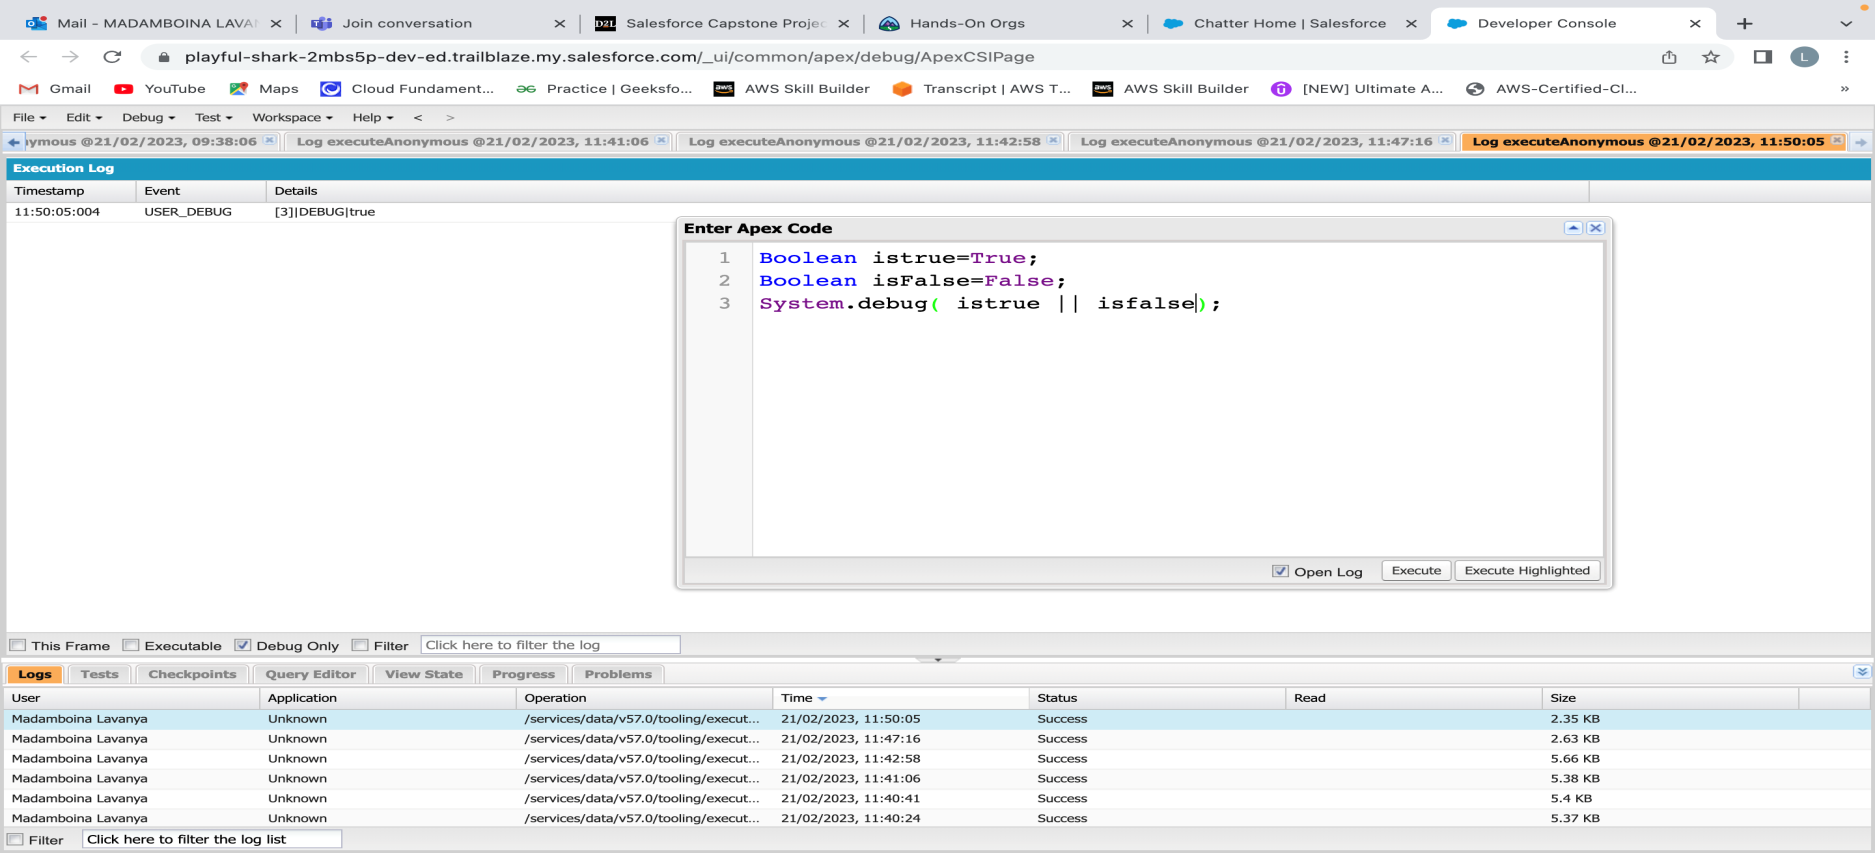 Mail - MADAMBOINA LAVAN
Join conversation
D2L Salesforce Capstone Projec
Hands-On Orgs
Chatter Home | Salesforce
Developer Console
playful-shark-2mbs5p-dev-ed.trailblaze.my.salesforce.com/_ui/common/apex/debug/ApexCSIPage
L
Gmail YouTube Maps Cloud Fundament... Practice | Geeksfo... aws AWS Skill Builder Transcript | AWS T... aws AWS Skill Builder [NEW] Ultimate A... AWS-Certified-Cl... »
File Edit Debug Test Workspace Help < >
ymous @21/02/2023, 09:38:06 Log executeAnonymous @21/02/2023, 11:41:06 Log executeAnonymous @21/02/2023, 11:42:58 Log executeAnonymous @21/02/2023, 11:47:16 Log executeAnonymous @21/02/2023, 11:50:05
Execution Log
Timestamp Event Details
11:50:05:004 USER_DEBUG [3]|DEBUG|true
Enter Apex Code
1 Boolean istrue=True;
2 Boolean isFalse=False;
3 System.debug( istrue || isfalse);
Open Log Execute Execute Highlighted
This Frame Executable Debug Only Filter Click here to filter the log
Logs Tests Checkpoints Query Editor View State Progress Problems
User Application Operation Time Status Read Size
Madamboina Lavanya Unknown /services/data/v57.0/tooling/execut... 21/02/2023, 11:50:05 Success 2.35 KB
Madamboina Lavanya Unknown /services/data/v57.0/tooling/execut... 21/02/2023, 11:47:16 Success 2.63 KB
Madamboina Lavanya Unknown /services/data/v57.0/tooling/execut... 21/02/2023, 11:42:58 Success 5.66 KB
Madamboina Lavanya Unknown /services/data/v57.0/tooling/execut... 21/02/2023, 11:41:06 Success 5.38 KB
Madamboina Lavanya Unknown /services/data/v57.0/tooling/execut... 21/02/2023, 11:40:41 Success 5.4 KB
Madamboina Lavanya Unknown /services/data/v57.0/tooling/execut... 21/02/2023, 11:40:24 Success 5.37 KB
Filter Click here to filter the log list